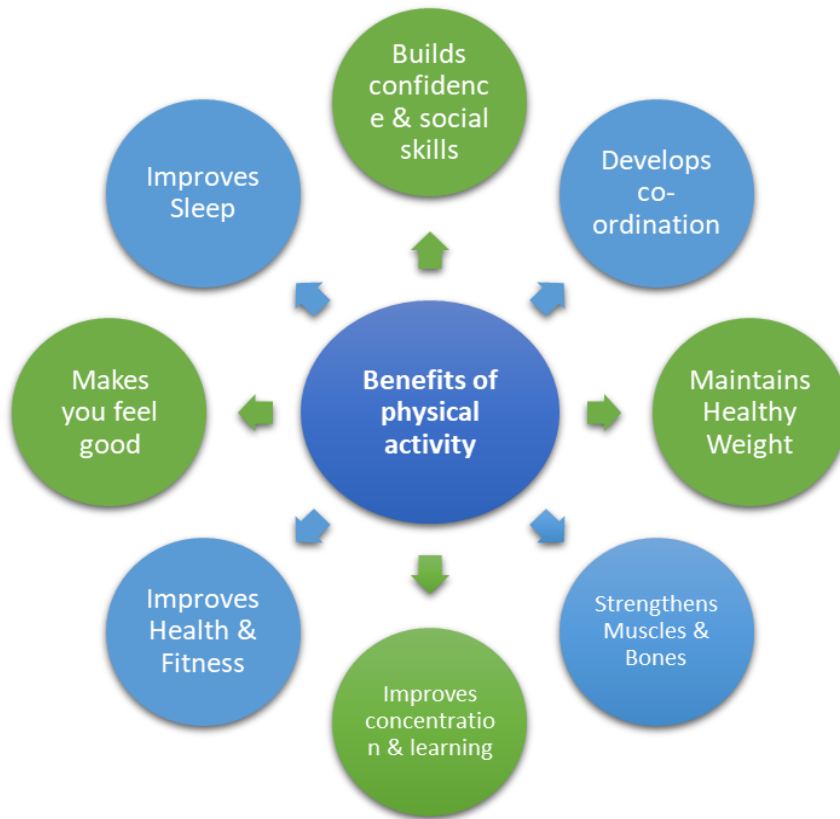 Builds
confidenc
e & social
skills
Improves
Sleep
Develops
co-
ordination
Makes
you feel
good
Benefits of
physical
activity
Maintains
Healthy
Weight
Improves
Health &
Fitness
Strengthens
Muscles &
Bones
Improves
concentratio
n & learning